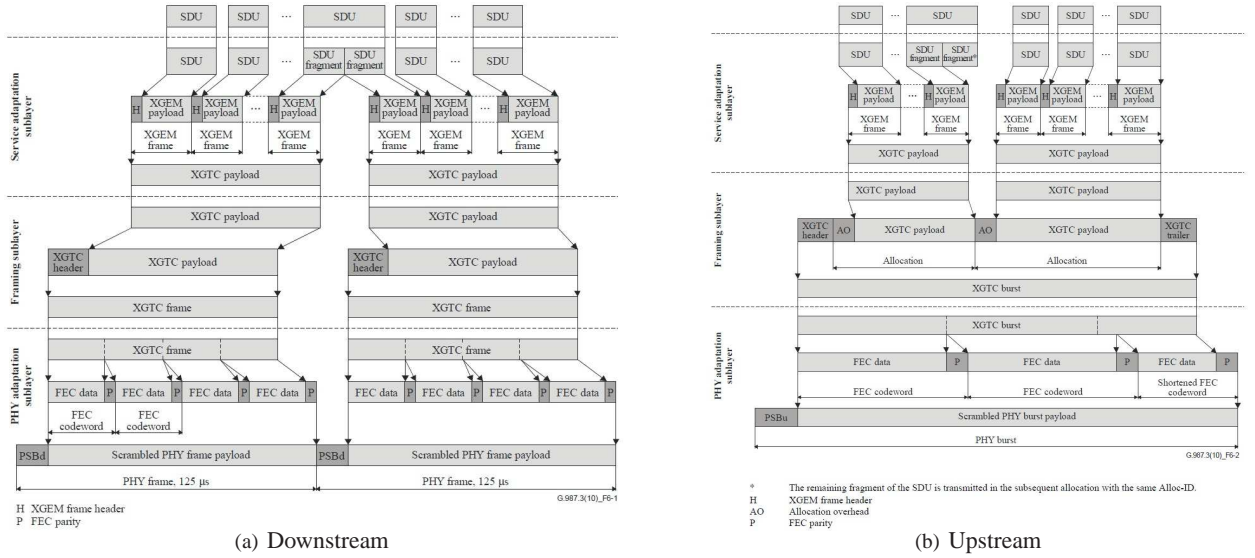 SDU SDU ... SDU SDU ... SDU
SDU SDU ... SDU fragment SDU fragment SDU ... SDU
Service adaptation sublayer
H XGEM payload H XGEM payload ... H XGEM payload H XGEM payload H XGEM payload ... H XGEM payload
XGEM frame XGEM frame XGEM frame XGEM frame XGEM frame XGEM frame
XGTC payload XGTC payload
Framing sublayer
XGTC payload XGTC payload
XGTC header XGTC payload XGTC header XGTC payload
XGTC frame XGTC frame
PHY adaptation sublayer
XGTC frame XGTC frame
FEC data P FEC data P FEC data P FEC data P FEC data P FEC data P FEC data P FEC data P
FEC codeword FEC codeword
PSBd Scrambled PHY frame payload PSBd Scrambled PHY frame payload
PHY frame, 125 μs PHY frame, 125 μs
G.987.3(10)_F6-1
H XGEM frame header
P FEC parity
(a) Downstream
SDU ... SDU SDU SDU ... SDU
SDU ... SDU fragment SDU fragment* SDU SDU ... SDU
Service adaptation sublayer
H XGEM payload ... H XGEM payload H XGEM payload H XGEM payload ... XGEM payload
XGEM frame XGEM frame XGEM frame XGEM frame XGEM frame
XGTC payload XGTC payload
Framing sublayer
XGTC payload XGTC payload
XGTC header AO XGTC payload AO XGTC payload XGTC trailer
Allocation Allocation
XGTC burst
PHY adaptation sublayer
XGTC burst
FEC data P FEC data P FEC data P
FEC codeword FEC codeword Shortened FEC codeword
PSBu Scrambled PHY burst payload
PHY burst
G.987.3(10)_F6-2
* The remaining fragment of the SDU is transmitted in the subsequent allocation with the same Alloc-ID.
H XGEM frame header
AO Allocation overhead
P FEC parity
(b) Upstream